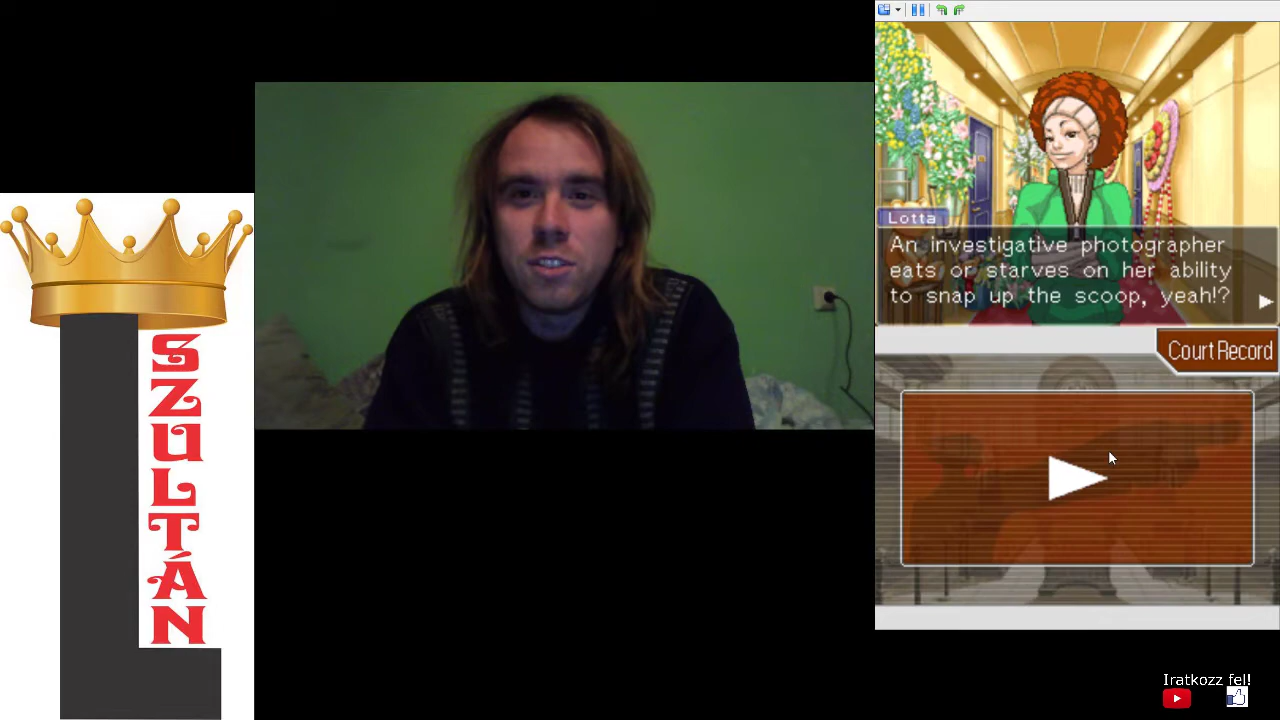 L
SZULTÁN
Lotta
An investigative photographer
eats or starves on her ability
to snap up the scoop, yeah!?
Court Record
Iratkozz fel!